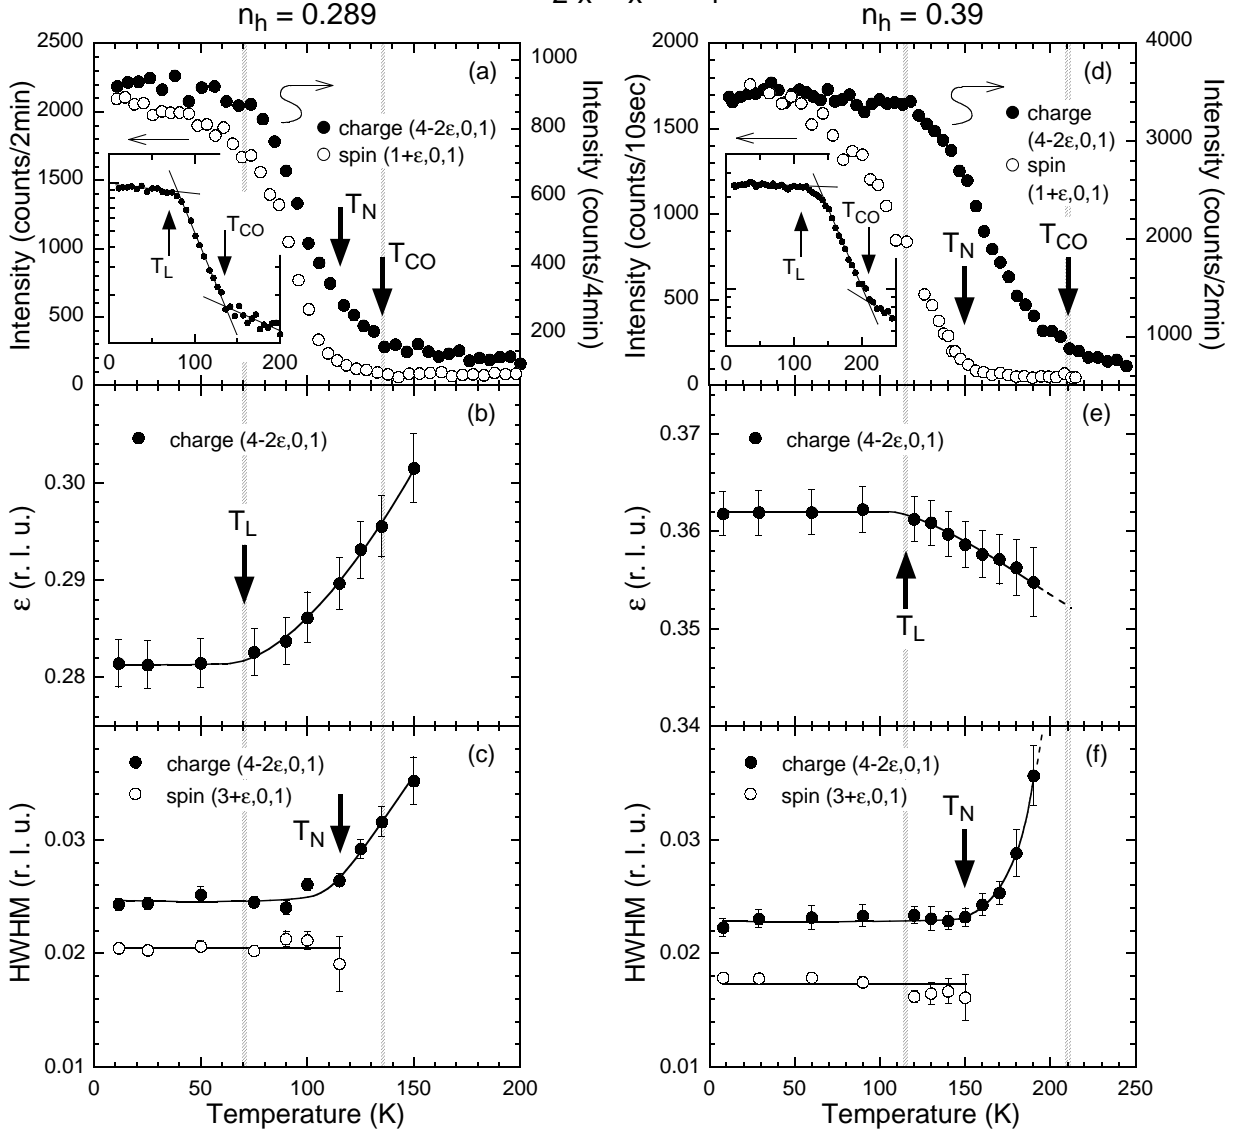 n_h = 0.289
n_h = 0.39
2500
2000
1500
1000
500
0
Intensity (counts/2min)
1000
800
600
400
200
Intensity (counts/4min)
(a)
charge (4-2ε,0,1)
spin (1+ε,0,1)
T_N
T_CO
T_L
T_CO
0 100 200
2000
1500
1000
500
0
Intensity (counts/10sec)
4000
3000
2000
1000
Intensity (counts/2min)
(d)
charge
(4-2ε,0,1)
spin
(1+ε,0,1)
T_N
T_CO
T_L
T_CO
0 100 200
(b)
charge (4-2ε,0,1)
0.30
0.29
0.28
ε (r. l. u.)
T_L
(e)
charge (4-2ε,0,1)
0.37
0.36
0.35
0.34
ε (r. l. u.)
T_L
(c)
charge (4-2ε,0,1)
spin (3+ε,0,1)
T_N
0.03
0.02
0.01
HWHM (r. l. u.)
0 50 100 150 200
Temperature (K)
(f)
charge (4-2ε,0,1)
spin (3+ε,0,1)
T_N
0.03
0.02
0.01
HWHM (r. l. u.)
0 50 100 150 200 250
Temperature (K)